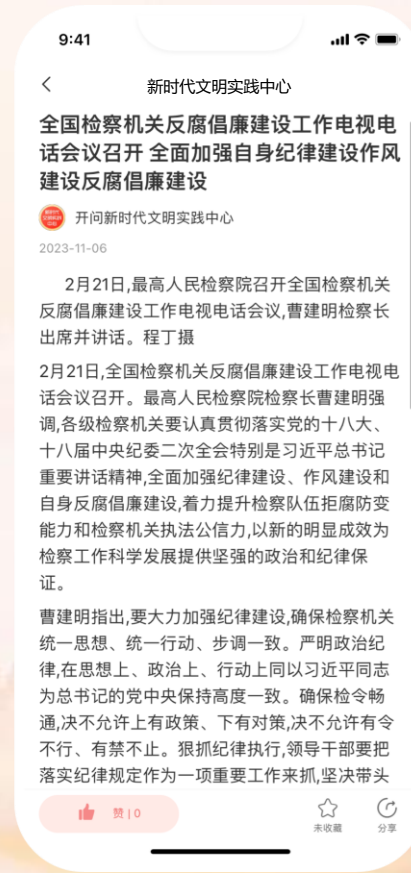 9:41
新时代文明实践中心
全国检察机关反腐倡廉建设工作电视电
话会议召开 全面加强自身纪律建设作风
建设反腐倡廉建设
开问新时代文明实践中心
2023-11-06
2月21日,最高人民检察院召开全国检察机关
反腐倡廉建设工作电视电话会议,曹建明检察长
出席并讲话。程丁摄
2月21日,全国检察机关反腐倡廉建设工作电视电
话会议召开。最高人民检察院检察长曹建明强
调,各级检察机关要认真贯彻落实党的十八大、
十八届中央纪委二次全会特别是习近平总书记
重要讲话精神,全面加强纪律建设、作风建设和
自身反腐倡廉建设,着力提升检察队伍拒腐防变
能力和检察机关执法公信力,以新的明显成效为
检察工作科学发展提供坚强的政治和纪律保
证。
曹建明指出,要大力加强纪律建设,确保检察机关
统一思想、统一行动、步调一致。严明政治纪
律,在思想上、政治上、行动上同以习近平同志
为总书记的党中央保持高度一致。确保检令畅
通,决不允许上有政策、下有对策,决不允许有令
不行、有禁不止。狠抓纪律执行,领导干部要把
落实纪律规定作为一项重要工作来抓,坚决带头
赞 | 0
未收藏
分享